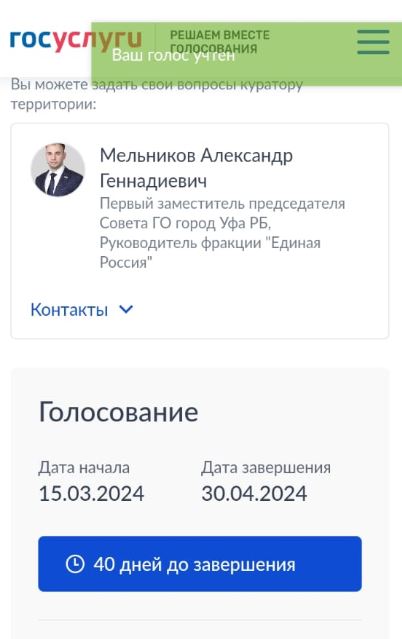 госуслуги
РЕШАЕМ ВМЕСТЕ
ГОЛОСОВАНИЯ
Ваш голос учтен
Вы можете задать свои вопросы куратору
территории:
Мельников Александр
Геннадиевич
Первый заместитель председателя
Совета ГО город Уфа РБ,
Руководитель фракции "Единая
Россия"
Контакты
Голосование
Дата начала
Дата завершения
15.03.2024
30.04.2024
40 дней до завершения